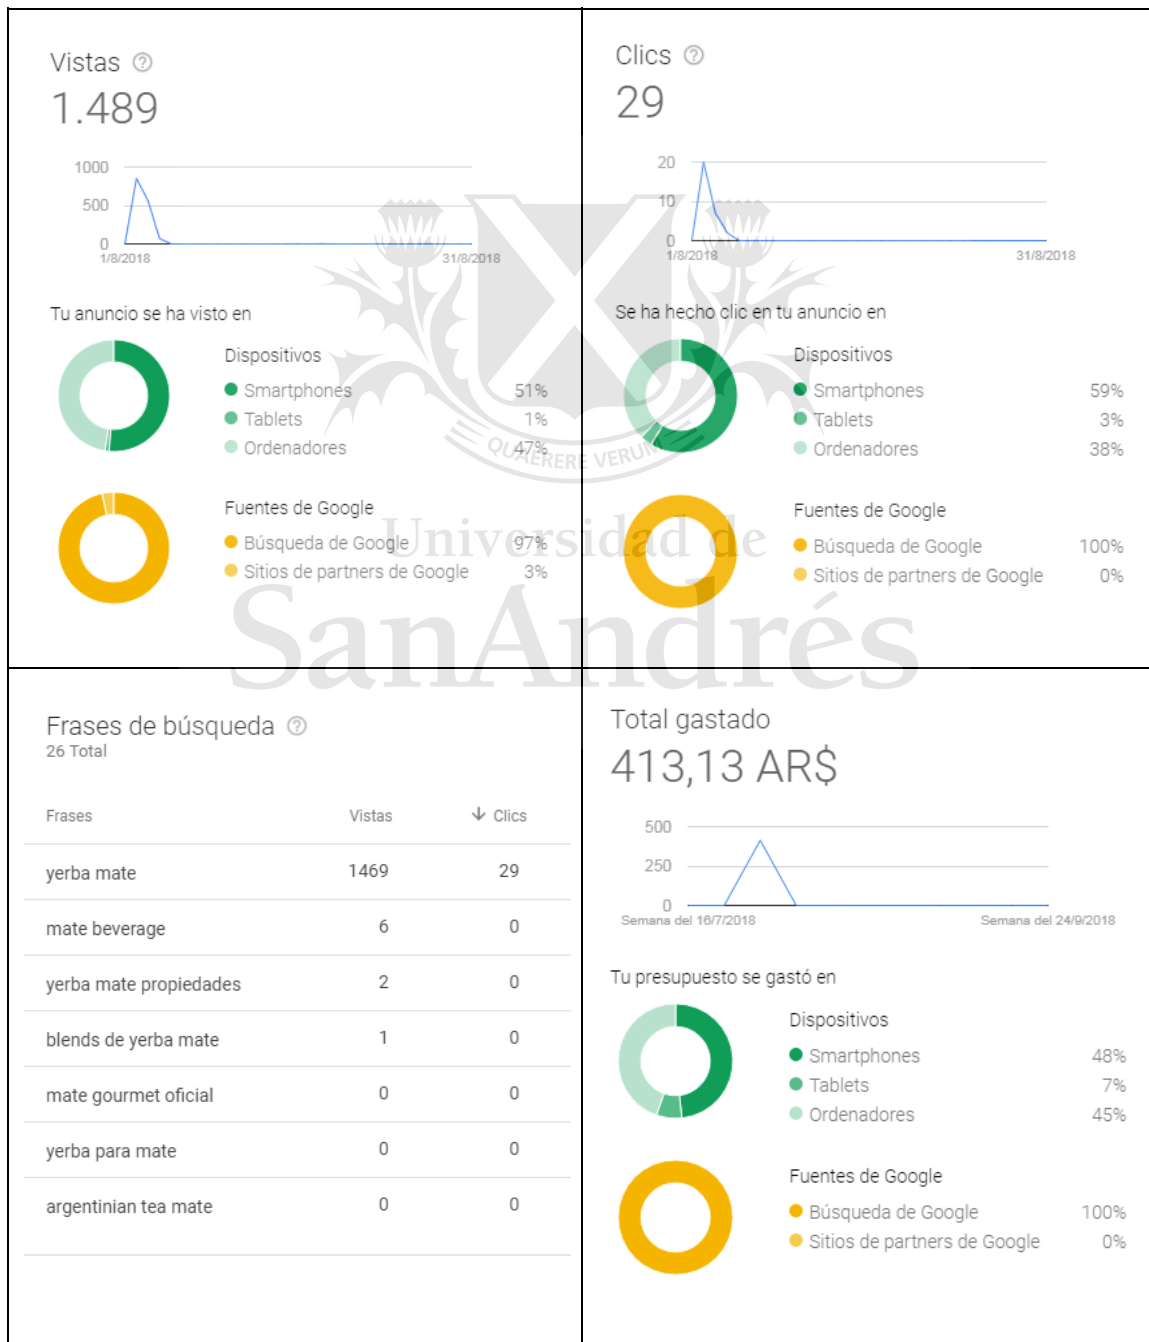 Vistas
1.489
1000
500
0
1/8/2018 31/8/2018
Tu anuncio se ha visto en
Dispositivos
Smartphones 51%
Tablets 1%
Ordenadores 47%
Fuentes de Google
Búsqueda de Google 97%
Sitios de partners de Google 3%
Clics
29
20
10
0
1/8/2018 31/8/2018
Se ha hecho clic en tu anuncio en
Dispositivos
Smartphones 59%
Tablets 3%
Ordenadores 38%
Fuentes de Google
Búsqueda de Google 100%
Sitios de partners de Google 0%
QUAERERE VERUM
Universidad de
SanAndrés
Frases de búsqueda
26 Total
Frases Vistas Clics
yerba mate 1469 29
mate beverage 6 0
yerba mate propiedades 2 0
blends de yerba mate 1 0
mate gourmet oficial 0 0
yerba para mate 0 0
argentinian tea mate 0 0
Total gastado
413,13 AR$
500
250
0
Semana del 16/7/2018 Semana del 24/9/2018
Tu presupuesto se gastó en
Dispositivos
Smartphones 48%
Tablets 7%
Ordenadores 45%
Fuentes de Google
Búsqueda de Google 100%
Sitios de partners de Google 0%